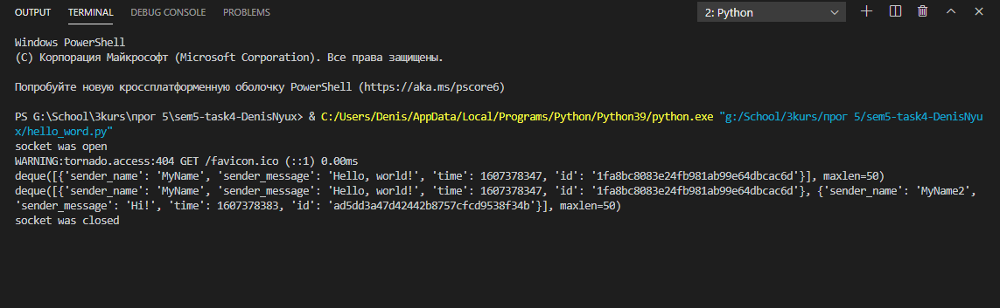 OUTPUT TERMINAL DEBUG CONSOLE PROBLEMS 2: Python
Windows PowerShell
(C) Корпорация Майкрософт (Microsoft Corporation). Все права защищены.
Попробуйте новую кроссплатформенную оболочку PowerShell (https://aka.ms/pscore6)
PS G:\School\3kurs\прог 5\sem5-task4-DenisNyux> & C:/Users/Denis/AppData/Local/Programs/Python/Python39/python.exe "g:/School/3kurs/прог 5/sem5-task4-DenisNyu
x/hello_word.py"
socket was open
WARNING:tornado.access:404 GET /favicon.ico (::1) 0.00ms
deque([{'sender_name': 'MyName', 'sender_message': 'Hello, world!', 'time': 1607378347, 'id': '1fa8bc8083e24fb981ab99e64dbcac6d'}], maxlen=50)
deque([{'sender_name': 'MyName', 'sender_message': 'Hello, world!', 'time': 1607378347, 'id': '1fa8bc8083e24fb981ab99e64dbcac6d'}, {'sender_name': 'MyName2',
'sender_message': 'Hi!', 'time': 1607378383, 'id': 'ad5dd3a47d42442b8757cfcd9538f34b'}], maxlen=50)
socket was closed